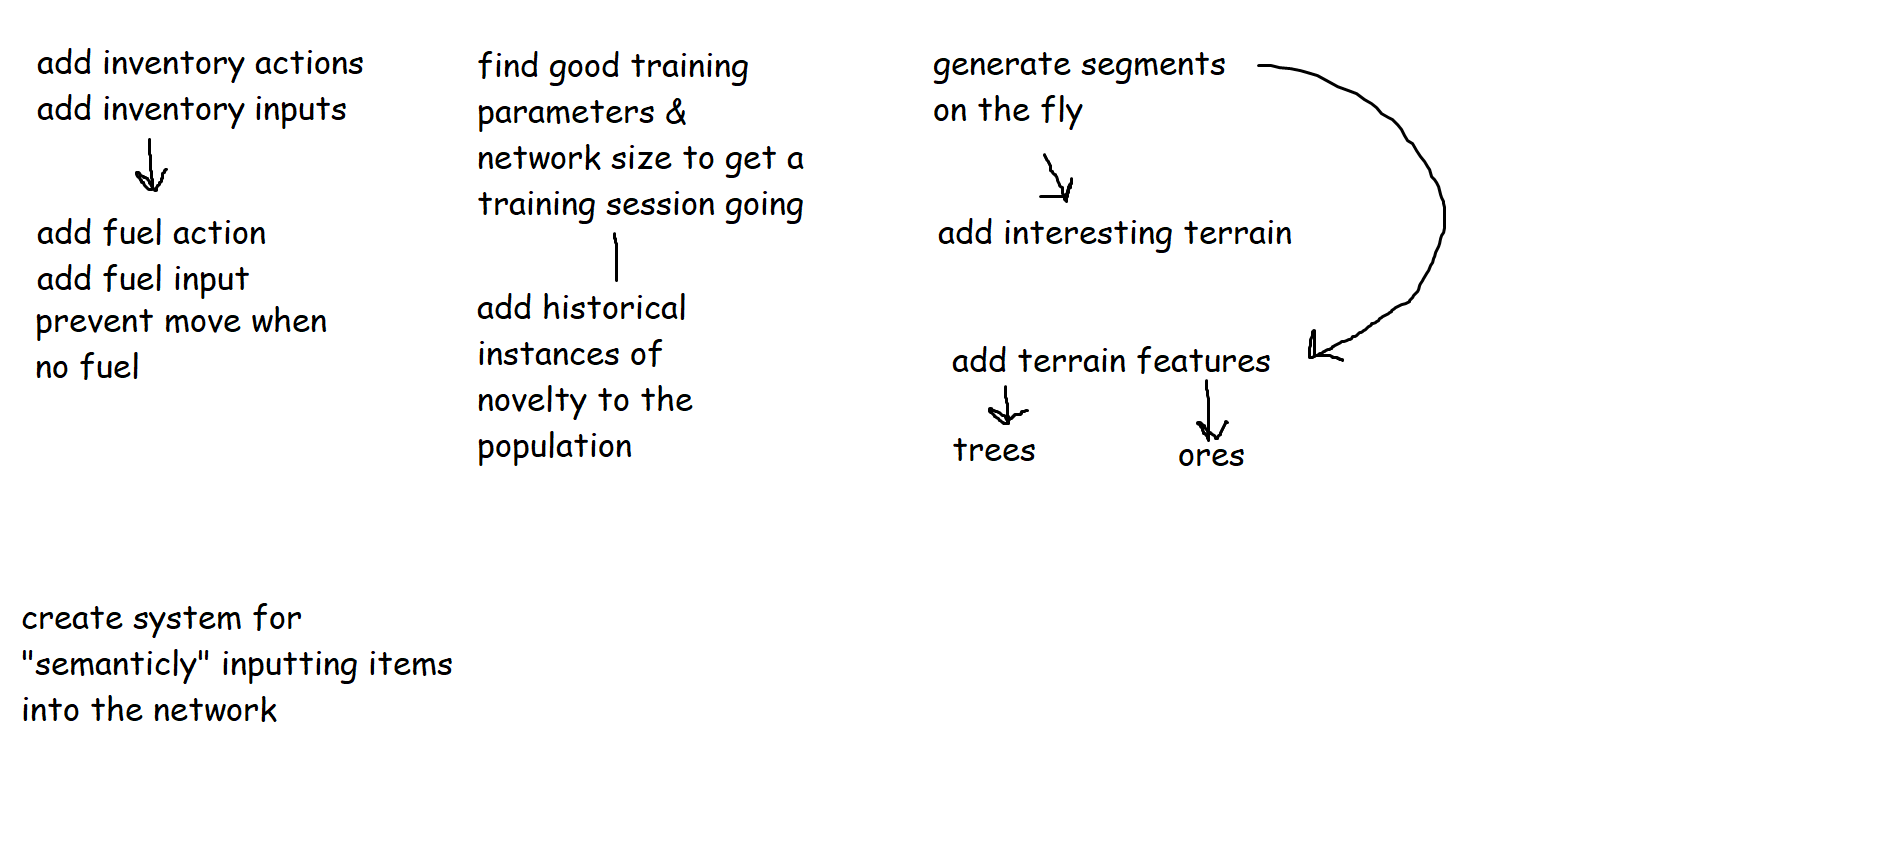 add inventory actions
add inventory inputs
add fuel action
add fuel input
prevent move when
no fuel
find good training
parameters &
network size to get a
training session going
add historical
instances of
novelty to the
population
generate segments
on the fly
add interesting terrain
add terrain features
trees
ores
create system for
"semanticly" inputting items
into the network